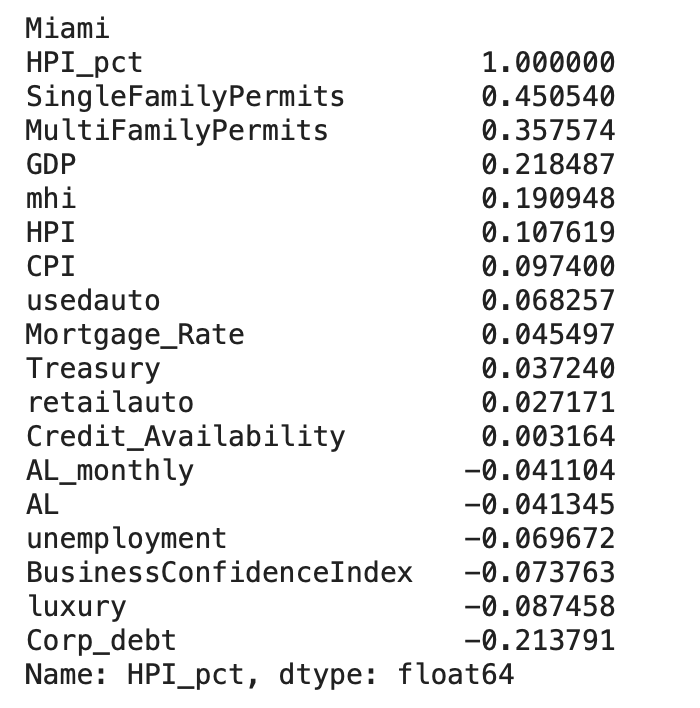 Miami
HPI_pct 1.000000
SingleFamilyPermits 0.450540
MultiFamilyPermits 0.357574
GDP 0.218487
mhi 0.190948
HPI 0.107619
CPI 0.097400
usedauto 0.068257
Mortgage_Rate 0.045497
Treasury 0.037240
retailauto 0.027171
Credit_Availability 0.003164
AL_monthly -0.041104
AL -0.041345
unemployment -0.069672
BusinessConfidenceIndex -0.073763
luxury -0.087458
Corp_debt -0.213791
Name: HPI_pct, dtype: float64